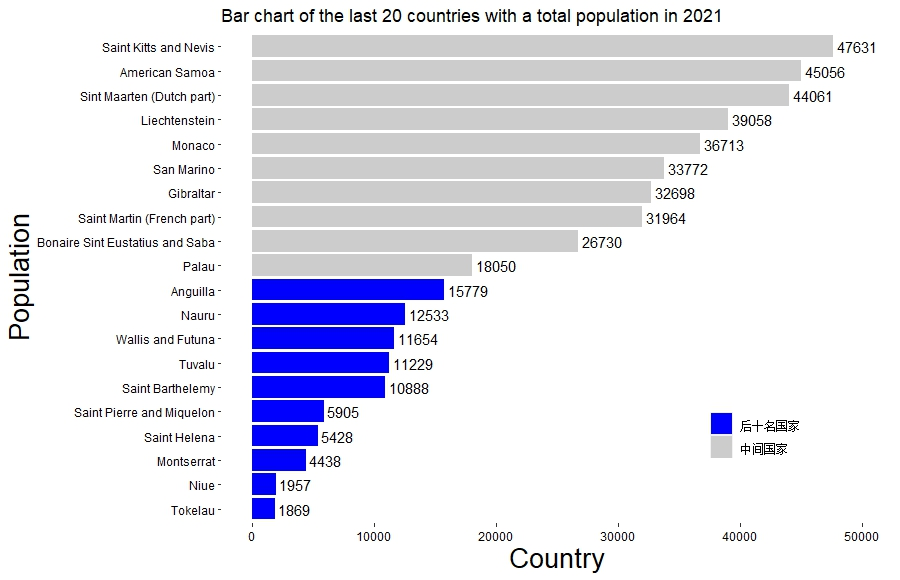 Bar chart of the last 20 countries with a total population in 2021
Saint Kitts and Nevis 47631
American Samoa 45056
Sint Maarten (Dutch part) 44061
Liechtenstein 39058
Monaco 36713
San Marino 33772
Gibraltar 32698
Saint Martin (French part) 31964
Bonaire Sint Eustatius and Saba 26730
Palau 18050
Anguilla 15779
Nauru 12533
Wallis and Futuna 11654
Tuvalu 11229
Saint Barthelemy 10888
Saint Pierre and Miquelon 5905
Saint Helena 5428
Montserrat 4438
Niue 1957
Tokelau 1869
Population
后十名国家
中间国家
0 10000 20000 30000 40000 50000
Country